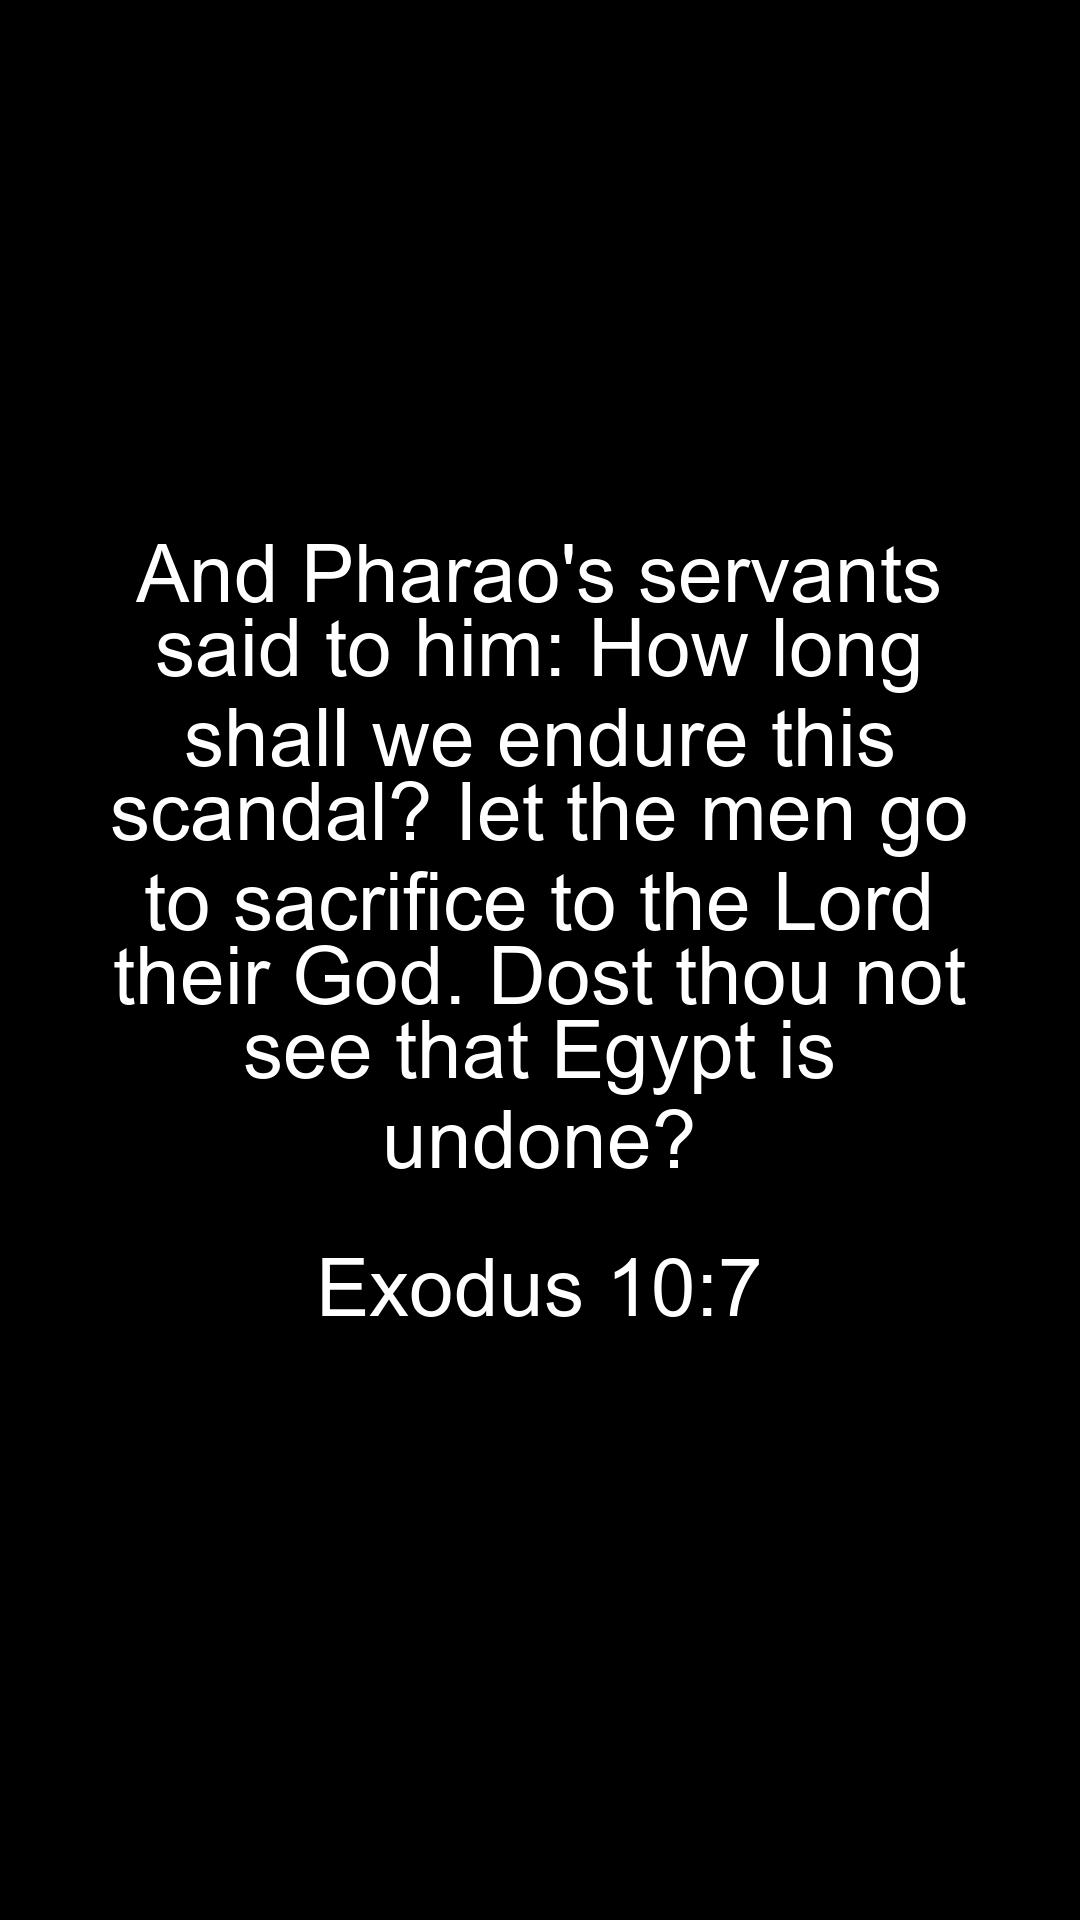 And Pharao's servants
said to him: How long
shall we endure this
scandal? let the men go
to sacrifice to the Lord
their God. Dost thou not
see that Egypt is
undone?
Exodus 10:7